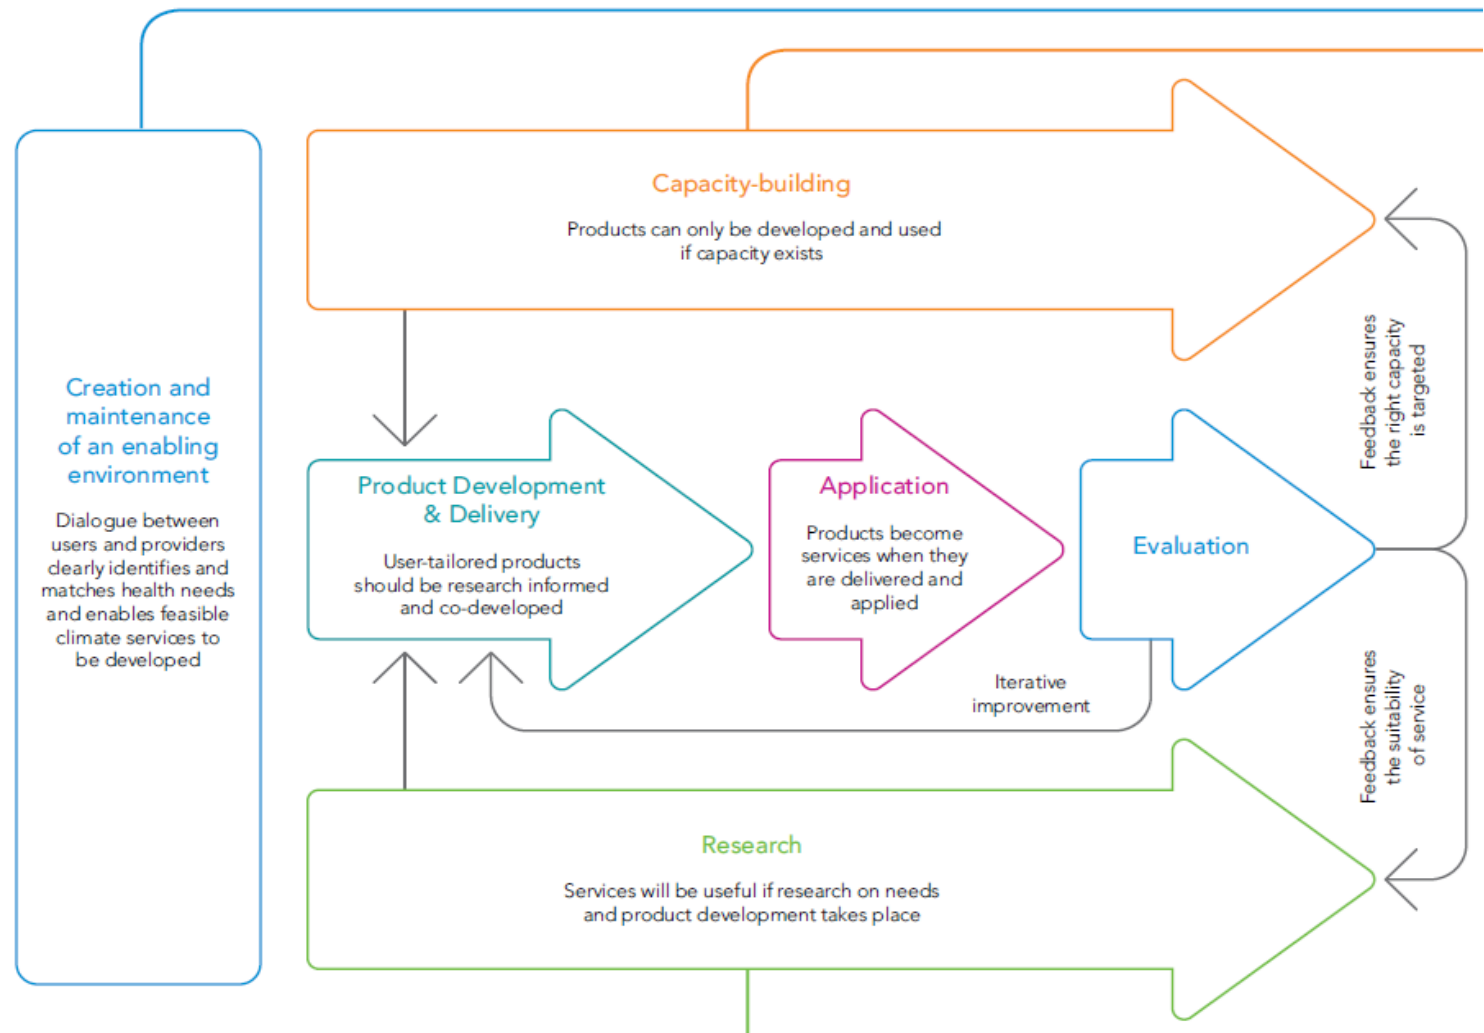 Creation and
maintenance
of an enabling
environment
Dialogue between
users and providers
clearly identifies and
matches health needs
and enables feasible
climate services to
be developed
Capacity-building
Products can only be developed and used
if capacity exists
Product Development
& Delivery
User-tailored products
should be research informed
and co-developed
Application
Products become
services when they
are delivered and
applied
Evaluation
Iterative
improvement
Feedback ensures
the right capacity
is targeted
Feedback ensures
the suitability
of service
Research
Services will be useful if research on needs
and product development takes place